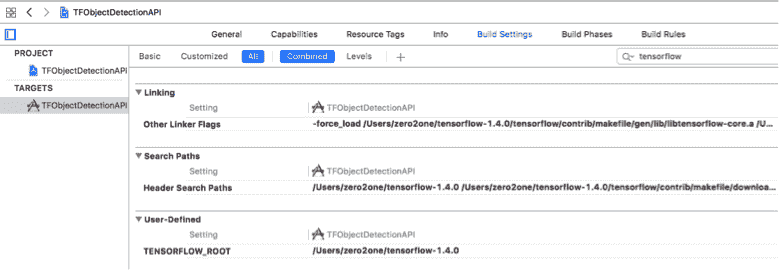 TFObjectDetectionAPI
General Capabilities Resource Tags Info Build Settings Build Phases Build Rules
PROJECT
Basic Customized All Combined Levels + tensorflow
TFObjectDetectionAPI
TARGETS
TFObjectDetectionAPI
Linking
Setting TFObjectDetectionAPI
Other Linker Flags -force_load /Users/zero2one/tensorflow-1.4.0/tensorflow/contrib/makefile/gen/lib/libtensorflow-core.a /U...
Search Paths
Setting TFObjectDetectionAPI
Header Search Paths /Users/zero2one/tensorflow-1.4.0 /Users/zero2one/tensorflow-1.4.0/tensorflow/contrib/makefile/downloa...
User-Defined
Setting TFObjectDetectionAPI
TENSORFLOW_ROOT /Users/zero2one/tensorflow-1.4.0